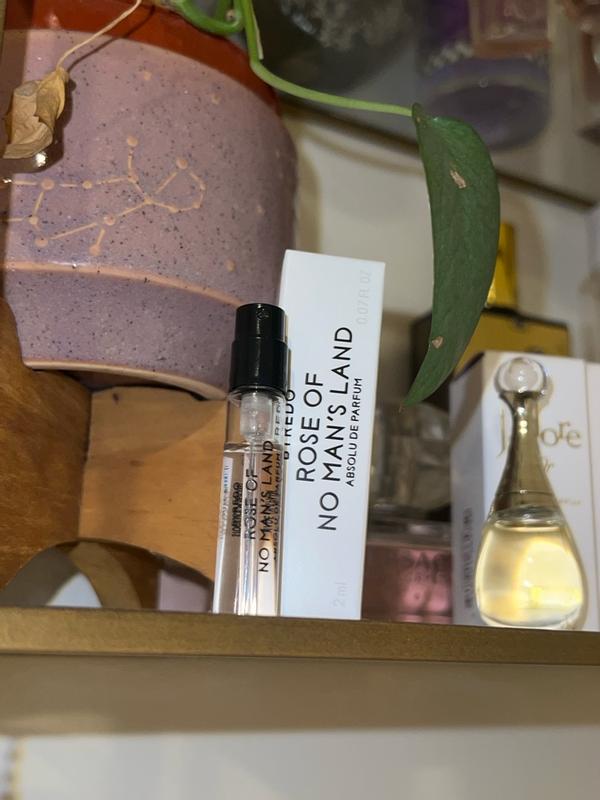 BYREDO
ROSE OF
NO MAN'S LAND
ABSOLU DE PARFUM
0.07 FL OZ
2 ml
ROSE OF
NO MAN'S LAND